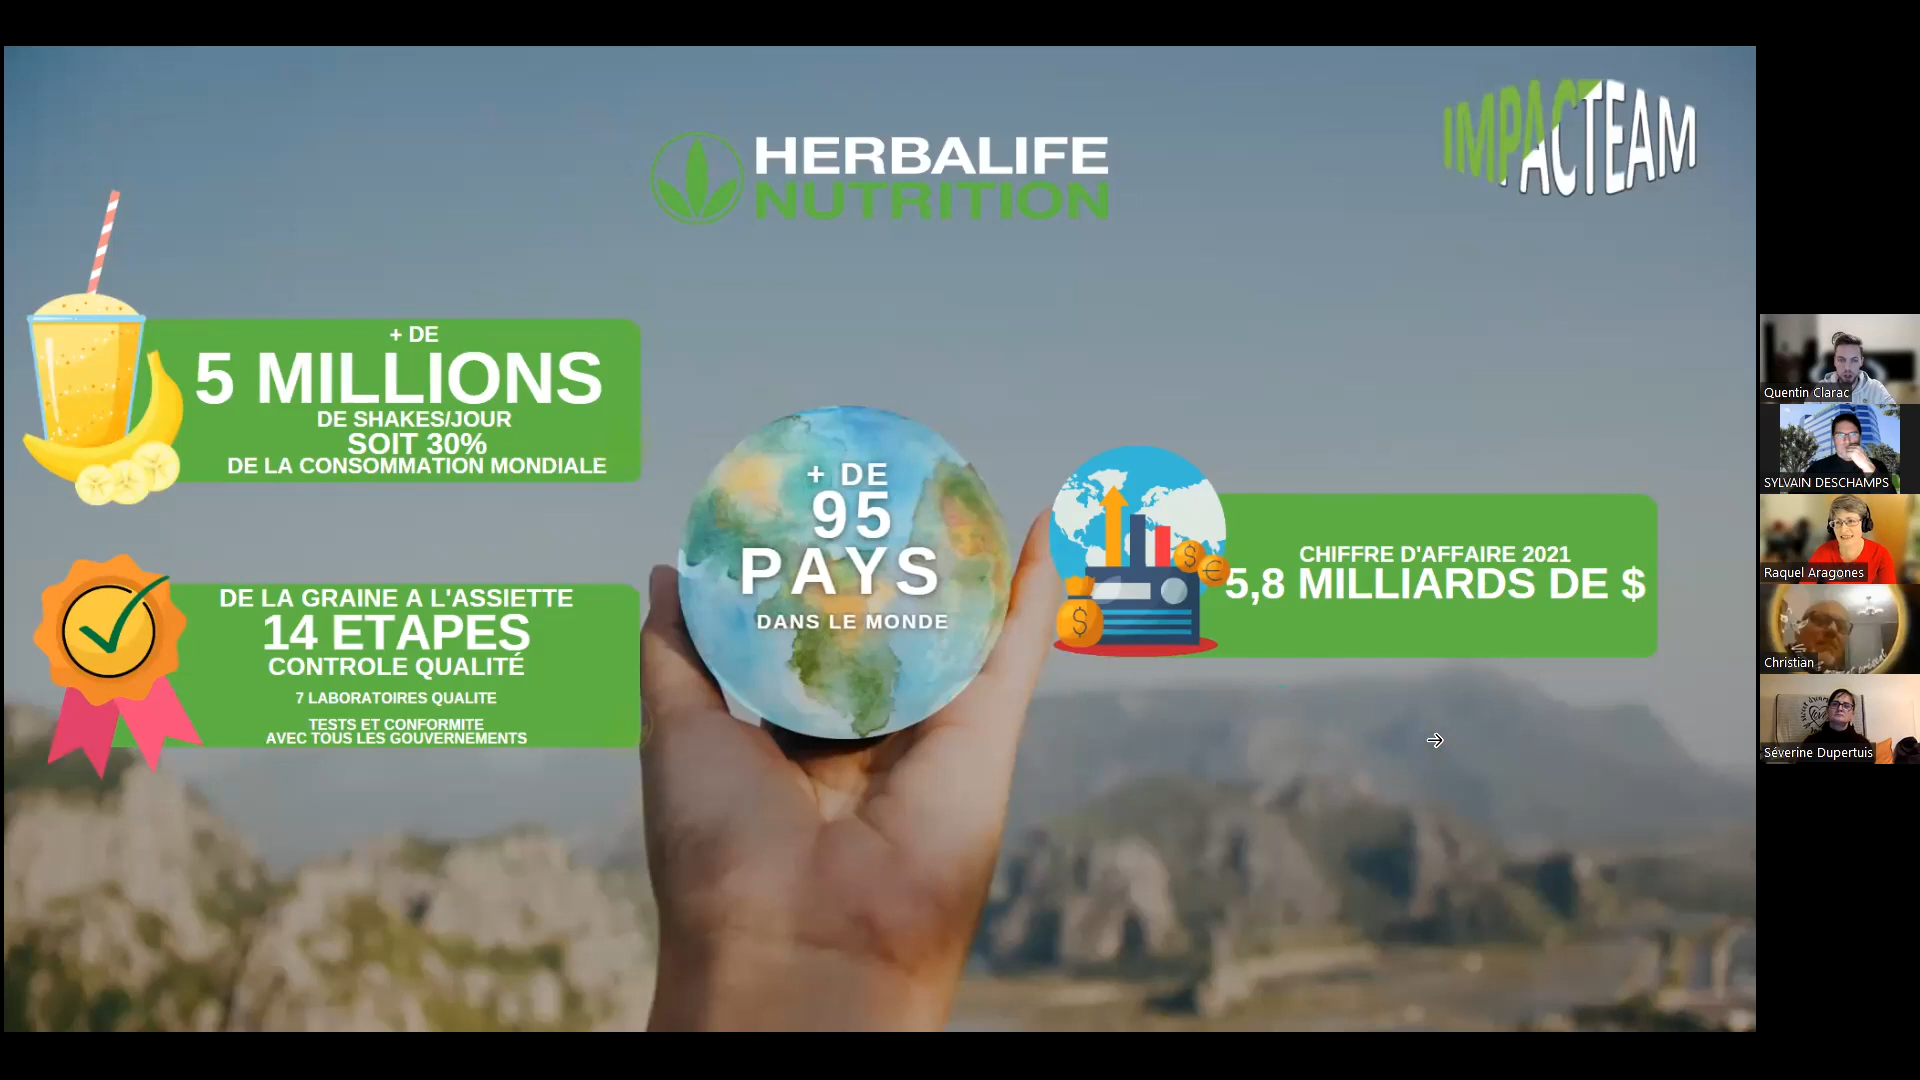 HERBALIFE
NUTRITION
IMPACTEAM
+ DE
5 MILLIONS
DE SHAKES/JOUR
SOIT 30%
DE LA CONSOMMATION MONDIALE
DE LA GRAINE A L'ASSIETTE
14 ETAPES
CONTROLE QUALITÉ
7 LABORATOIRES QUALITE
TESTS ET CONFORMITE
AVEC TOUS LES GOUVERNEMENTS
+ DE
95
PAYS
DANS LE MONDE
$
€
$
CHIFFRE D'AFFAIRE 2021
5,8 MILLIARDS DE $
Quentin Clarac
SYLVAIN DESCHAMPS
Raquel Aragones
Christian
Séverine Dupertuis